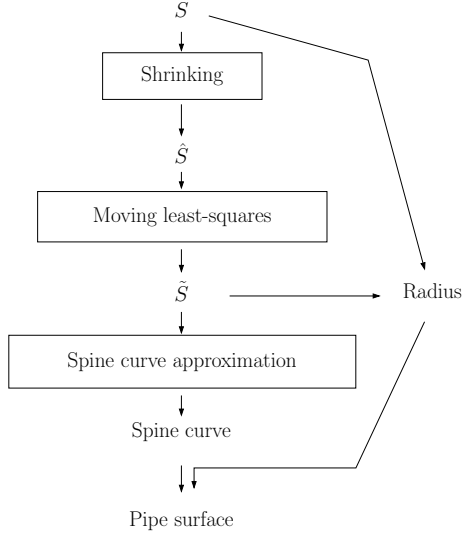 S
Shrinking
Ŝ
Moving least-squares
S̃
Radius
Spine curve approximation
Spine curve
Pipe surface